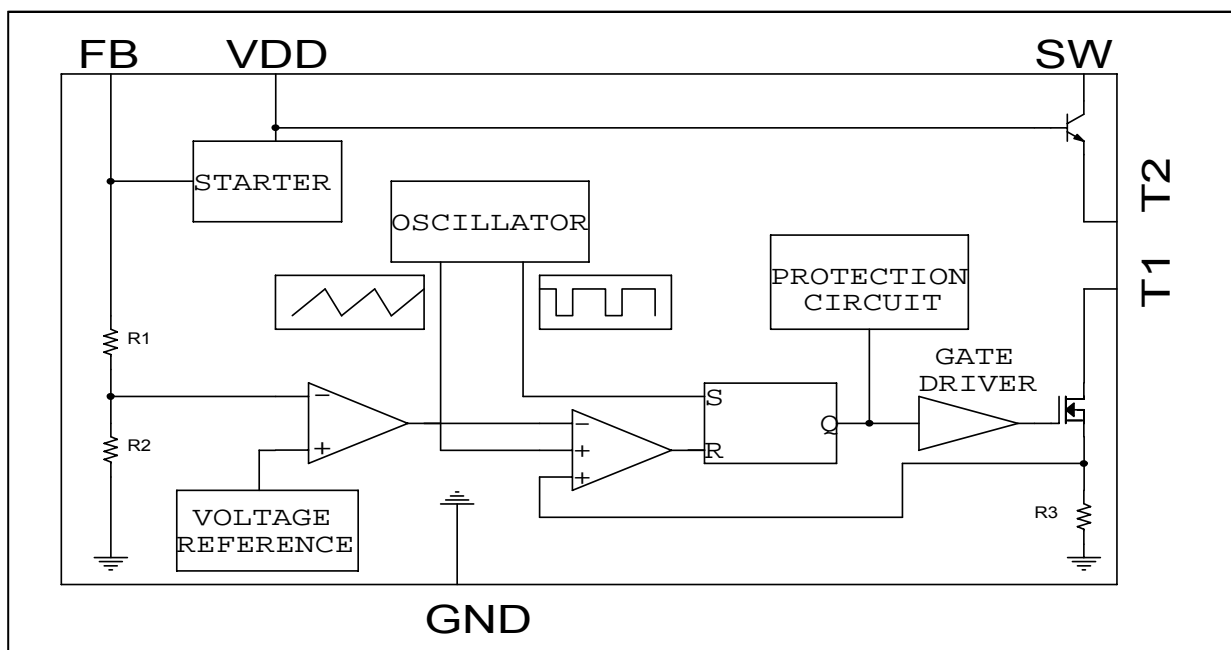 FB
VDD
SW
STARTER
T2
OSCILLATOR
T1
PROTECTION
CIRCUIT
R1
GATE
DRIVER
−
S
R2
+
−
Q
+
R
+
VOLTAGE
REFERENCE
R3
GND